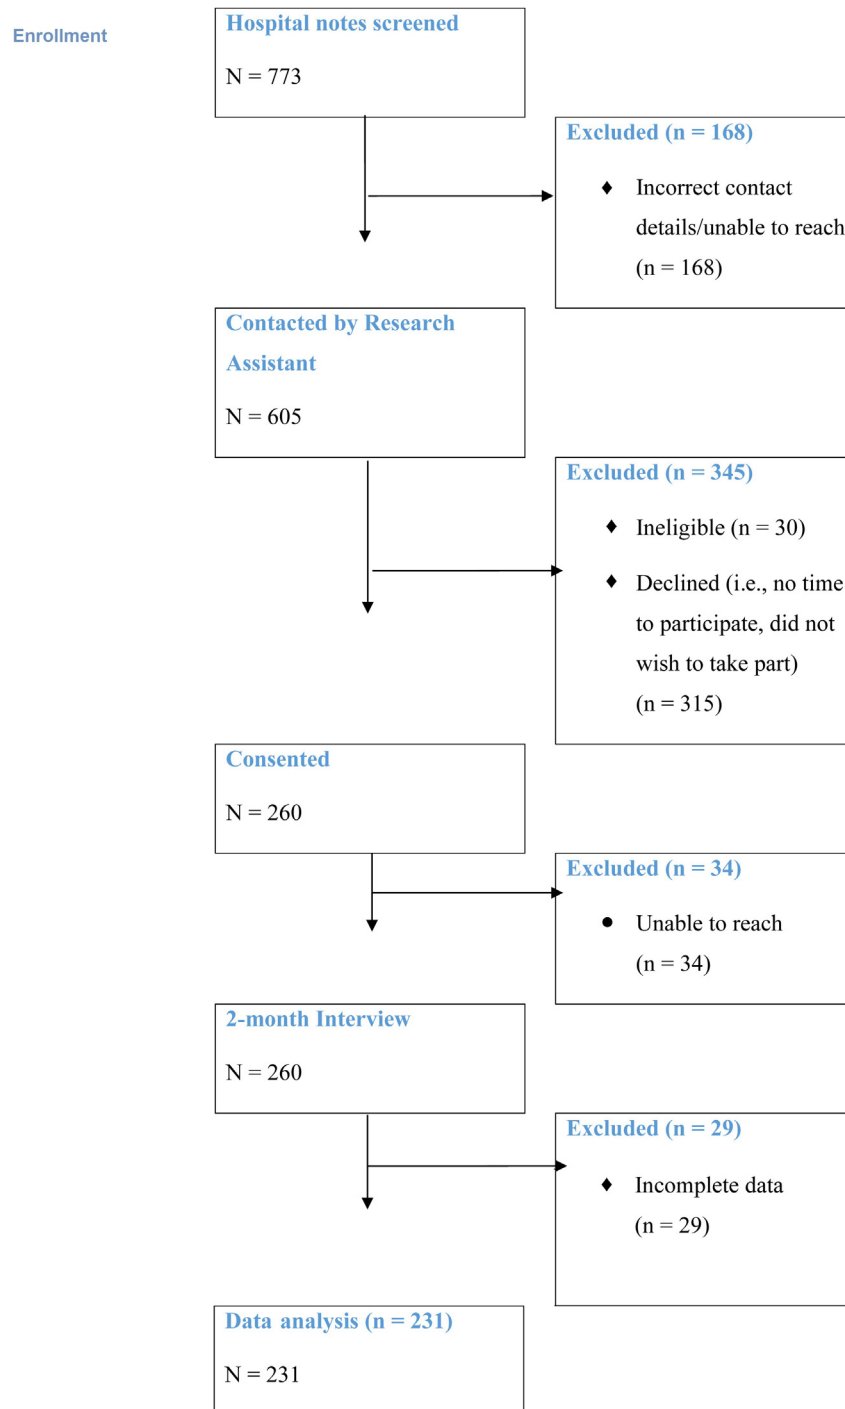 Enrollment
Hospital notes screened
N = 773
Excluded (n = 168)
♦ Incorrect contact
details/unable to reach
(n = 168)
Contacted by Research
Assistant
N = 605
Excluded (n = 345)
♦ Ineligible (n = 30)
♦ Declined (i.e., no time
to participate, did not
wish to take part)
(n = 315)
Consented
N = 260
Excluded (n = 34)
● Unable to reach
(n = 34)
2-month Interview
N = 260
Excluded (n = 29)
♦ Incomplete data
(n = 29)
Data analysis (n = 231)
N = 231